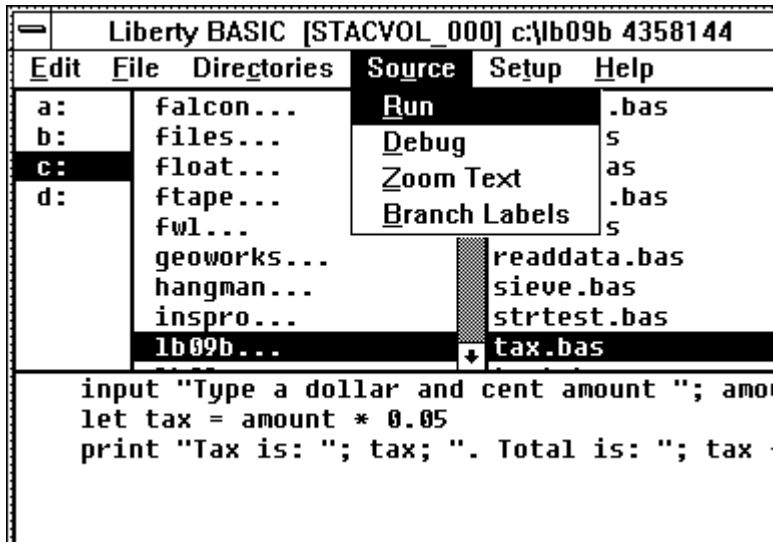 Liberty BASIC [STACVOL_000] c:\lb09b 4358144
Edit File Directories Source Setup Help
a: falcon... Run .bas
b: files... Debug s
c: float... Zoom Text as
d: ftape... Branch Labels .bas
fwl... s
geoworks... readdata.bas
hangman... sieve.bas
inspro... strtest.bas
lb09b... tax.bas
input "Type a dollar and cent amount "; amou
let tax = amount * 0.05
print "Tax is: "; tax; ". Total is: "; tax